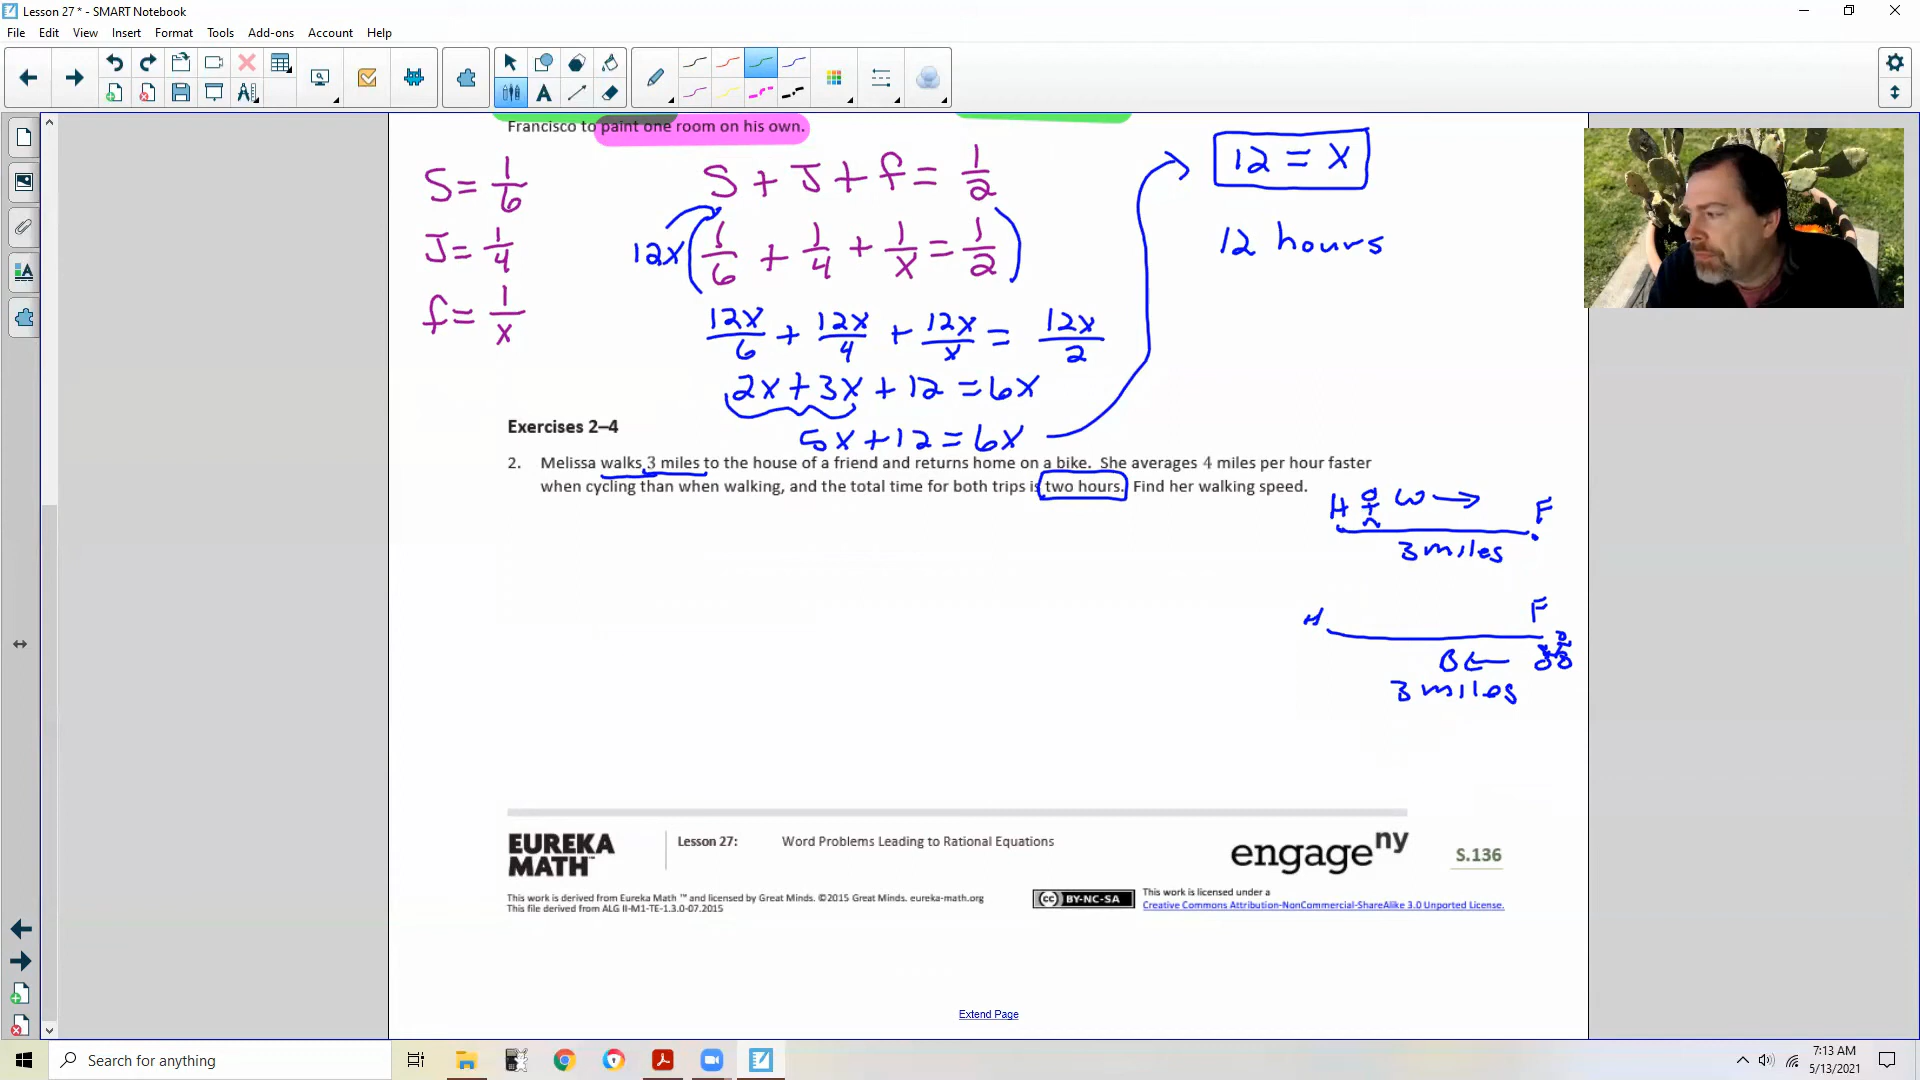 Lesson 27 * - SMART Notebook
File Edit View Insert Format Tools Add-ons Account Help
Francisco to paint one room on his own.
S = 1/6
J = 1/4
f = 1/x
S + J + f = 1/2
12x ( 1/6 + 1/4 + 1/x = 1/2 )
12x/6 + 12x/4 + 12x/x = 12x/2
2x + 3x + 12 = 6x
5x + 12 = 6x
12 = x
12 hours
Exercises 2–4
2. Melissa walks 3 miles to the house of a friend and returns home on a bike. She averages 4 miles per hour faster
when cycling than when walking, and the total time for both trips is two hours. Find her walking speed.
H W F
3 miles
H F
B
3 miles
EUREKA
MATH™
Lesson 27: Word Problems Leading to Rational Equations
engage ny
S.136
This work is derived from Eureka Math ™ and licensed by Great Minds. ©2015 Great Minds. eureka-math.org
This file derived from ALG II-M1-TE-1.3.0-07.2015
CC BY-NC-SA
This work is licensed under a
Creative Commons Attribution-NonCommercial-ShareAlike 3.0 Unported License.
Extend Page
Search for anything
7:13 AM
5/13/2021